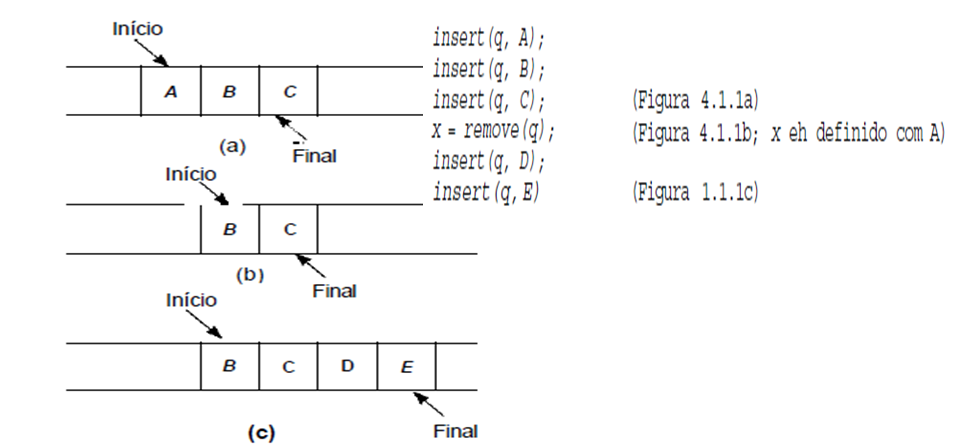 Início
A B C
(a)
Final
Início
B C
(b)
Final
Início
B C D E
Final
(c)
insert(q, A);
insert(q, B);
insert(q, C); (Figura 4.1.1a)
x = remove(q); (Figura 4.1.1b; x eh definido com A)
insert(q, D);
insert(q,E) (Figura 1.1.1c)